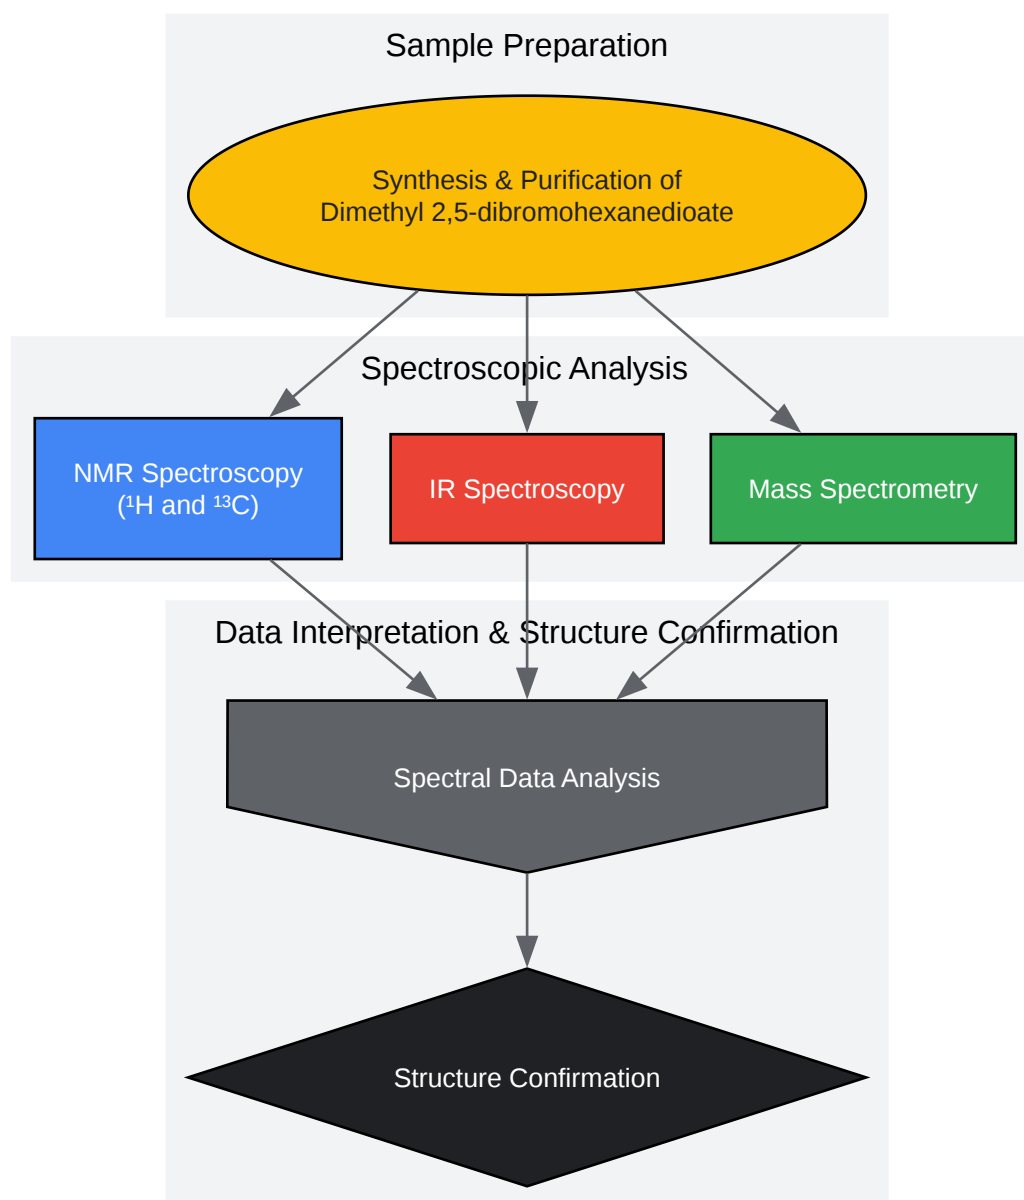 Sample Preparation
Synthesis & Purification of
Dimethyl 2,5-dibromohexanedioate
Spectroscopic Analysis
NMR Spectroscopy
(¹H and ¹³C)
IR Spectroscopy
Mass Spectrometry
Data Interpretation & Structure Confirmation
Spectral Data Analysis
Structure Confirmation